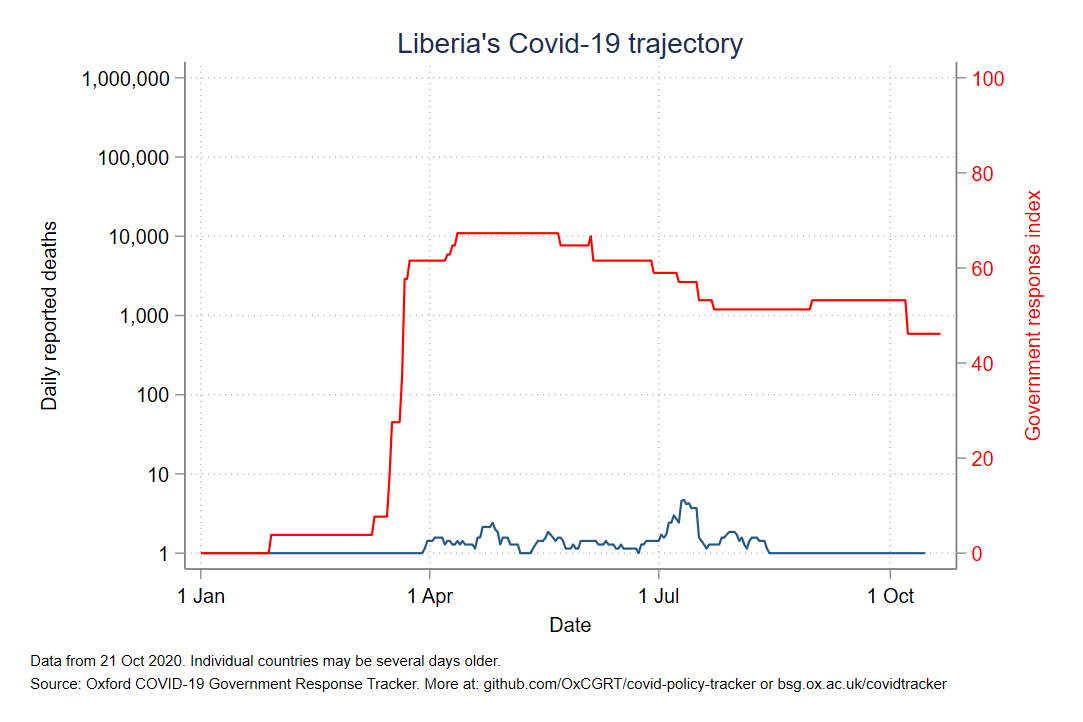 Liberia's Covid-19 trajectory
1,000,000
100,000
10,000
1,000
100
10
1
Daily reported deaths
100
80
60
40
20
0
Government response index
1 Jan
1 Apr
1 Jul
1 Oct
Date
Data from 21 Oct 2020. Individual countries may be several days older.
Source: Oxford COVID-19 Government Response Tracker. More at: github.com/OxCGRT/covid-policy-tracker or bsg.ox.ac.uk/covidtracker